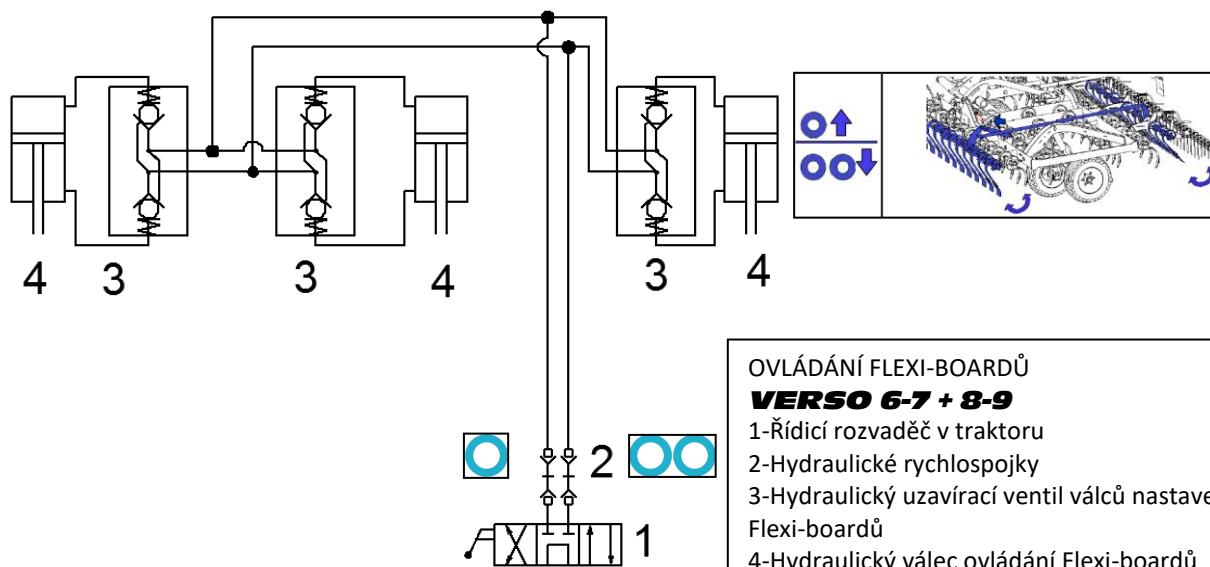 4 3 3 4 3 4
2
1
OVLÁDÁNÍ FLEXI-BOARDŮ
VERSO 6-7 + 8-9
1-Řídicí rozvaděč v traktoru
2-Hydraulické rychlospojky
3-Hydraulický uzavírací ventil válců nastave
Flexi-boardů
4-Hydraulický válec ovládání Flexi-boardů